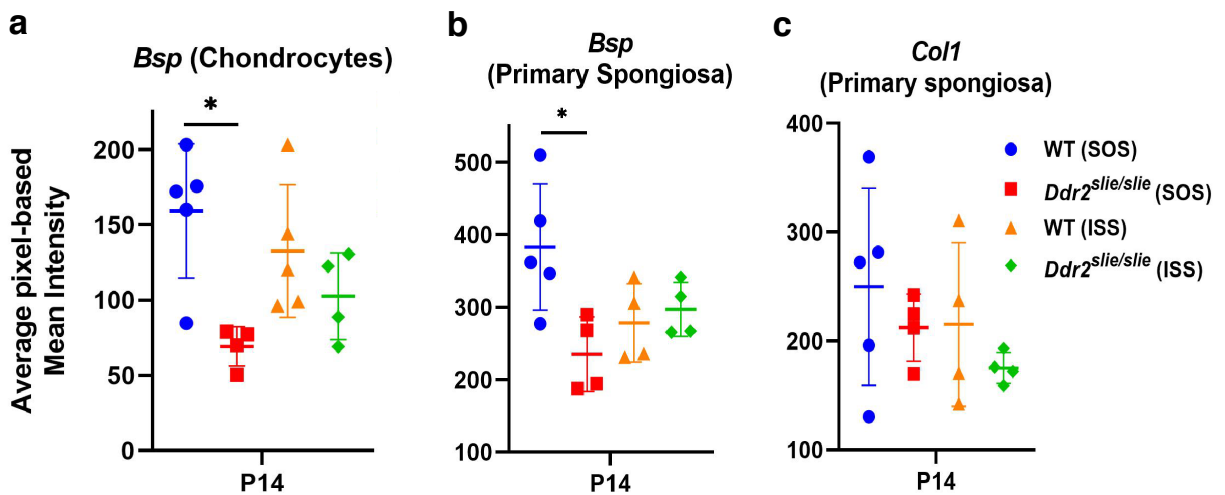 a
Bsp (Chondrocytes)
*
Average pixel-based
Mean Intensity
200
150
100
50
0
P14
b
Bsp
(Primary Spongiosa)
*
500
400
300
200
100
P14
c
Col1
(Primary spongiosa)
400
300
200
100
P14
WT (SOS)
Ddr2slie/slie (SOS)
WT (ISS)
Ddr2slie/slie (ISS)